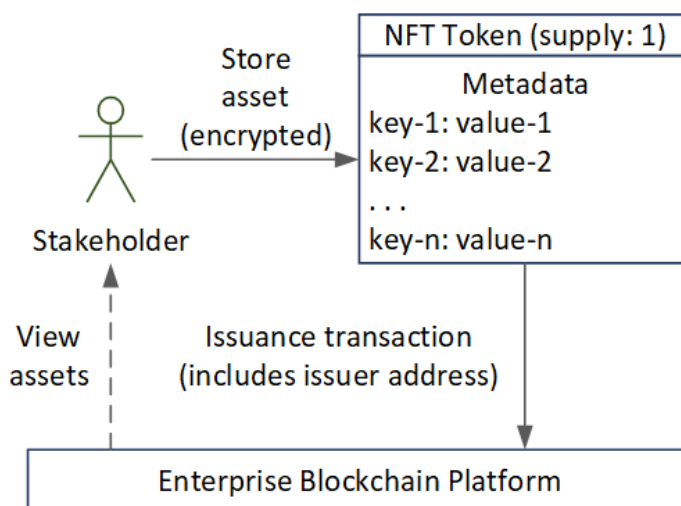 NFT Token (supply: 1)
Metadata
key-1: value-1
key-2: value-2
. . .
key-n: value-n
Store
asset
(encrypted)
Stakeholder
View
assets
Issuance transaction
(includes issuer address)
Enterprise Blockchain Platform